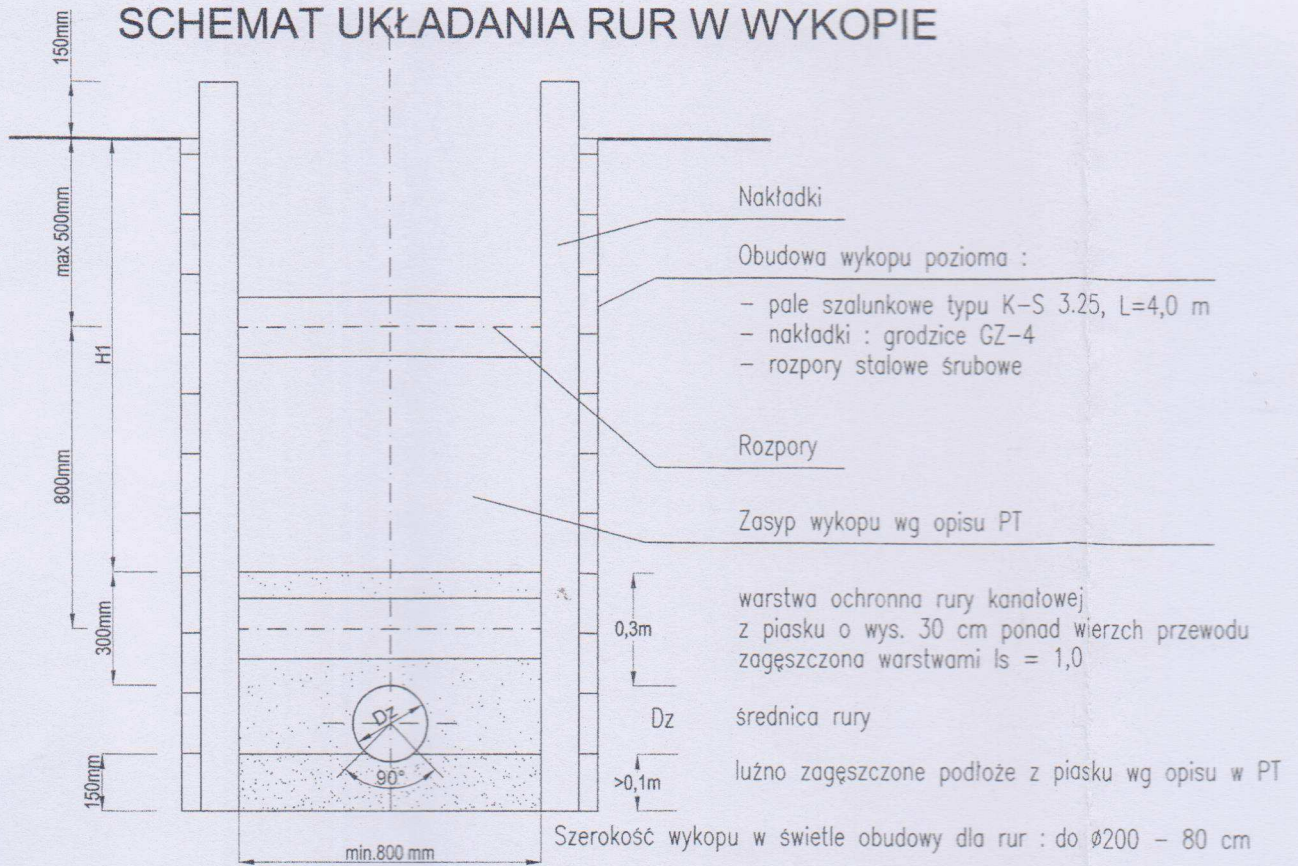 SCHEMAT UKŁADANIA RUR W WYKOPIE
150mm
max 500mm
H1
800mm
300mm
150mm
Nakładki
Obudowa wykopu pozioma :
- pale szalunkowe typu K-S 3.25, L=4,0 m
- nakładki : grodzice GZ-4
- rozpory stalowe śrubowe
Rozpory
Zasyp wykopu wg opisu PT
0,3m
warstwa ochronna rury kanałowej
z piasku o wys. 30 cm ponad wierzch przewodu
zagęszczona warstwami Is = 1,0
Dz
Dz
średnica rury
90°
>0,1m
luźno zagęszczone podłoże z piasku wg opisu w PT
Szerokość wykopu w świetle obudowy dla rur : do ø200 - 80 cm
min.800 mm